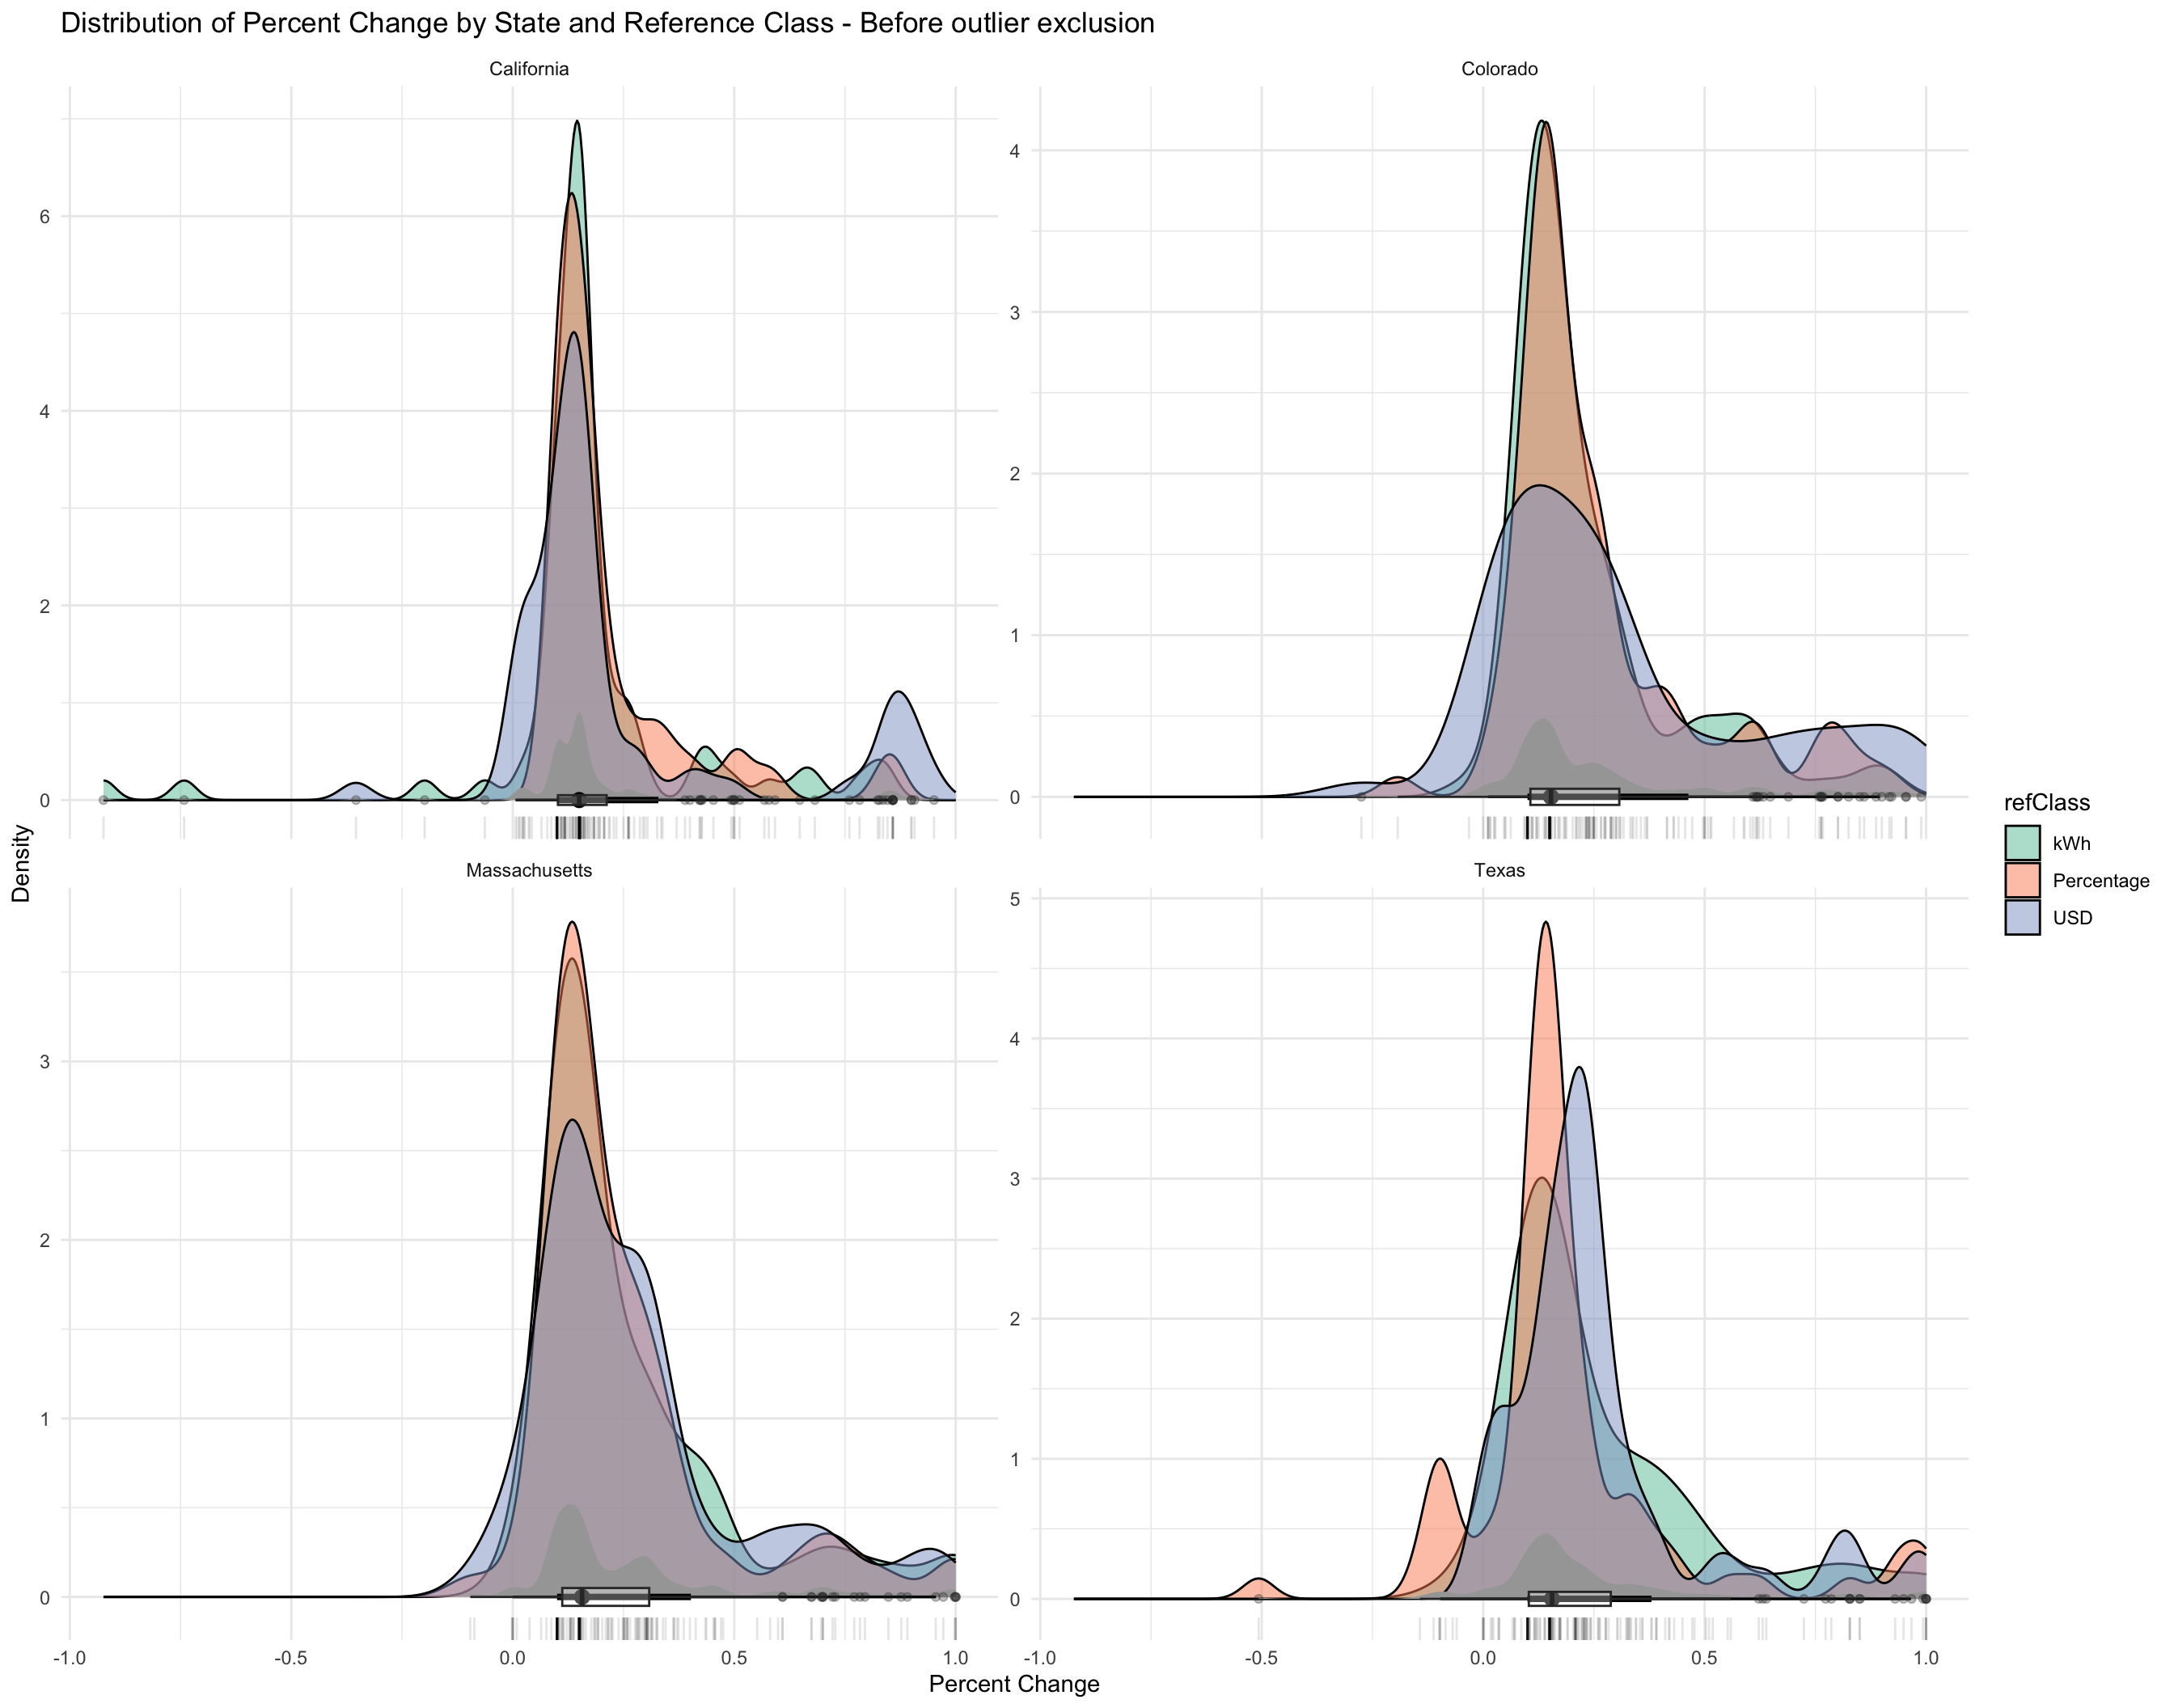 Distribution of Percent Change by State and Reference Class - Before outlier exclusion
California
Colorado
6
4
2
0
4
3
2
1
0
Density
Massachusetts
Texas
3
2
1
0
5
4
3
2
1
0
-1.0 -0.5 0.0 0.5 1.0
-1.0 -0.5 0.0 0.5 1.0
Percent Change
refClass
kWh
Percentage
USD